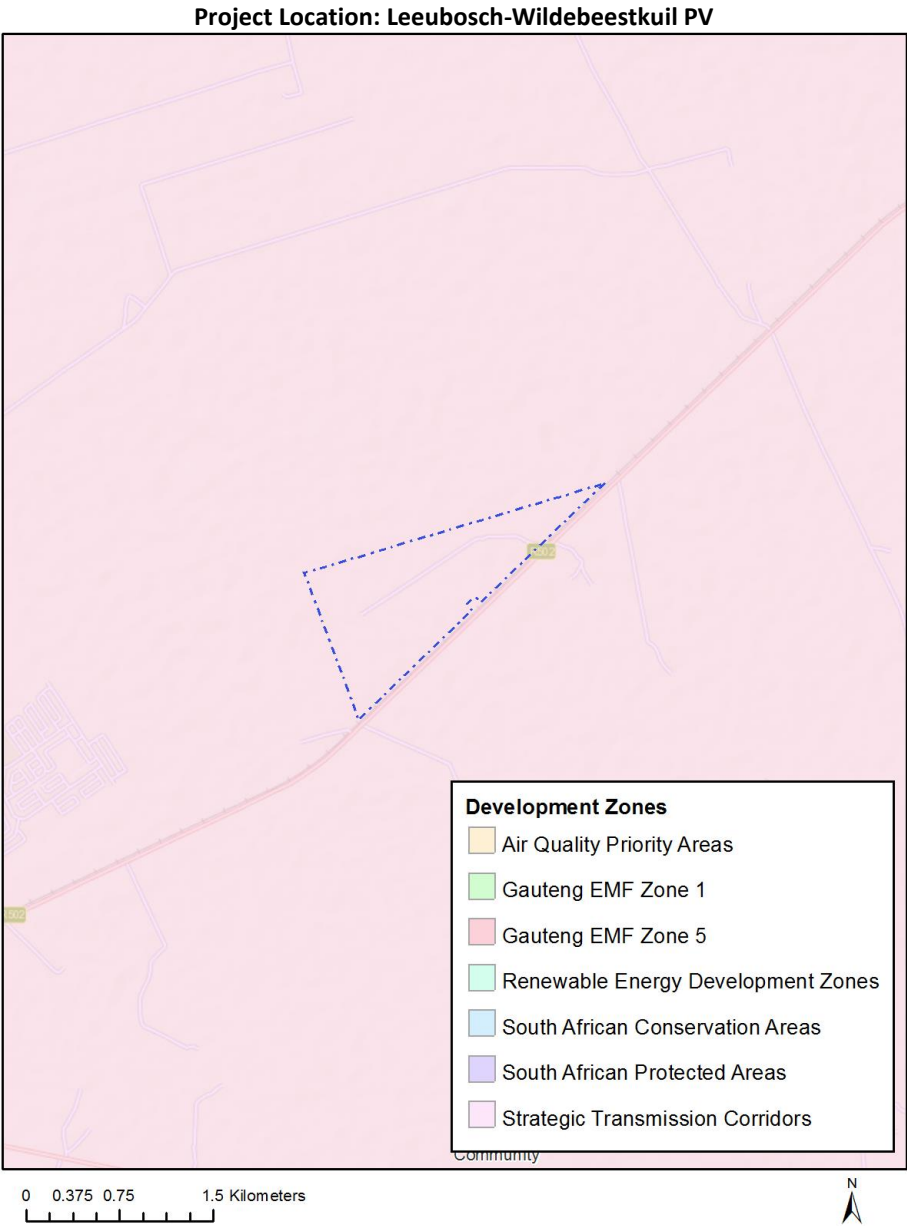 Project Location: Leeubosch-Wildebeestkuil PV
Development Zones
Air Quality Priority Areas
Gauteng EMF Zone 1
Gauteng EMF Zone 5
Renewable Energy Development Zones
South African Conservation Areas
South African Protected Areas
Strategic Transmission Corridors
Community
0 0.375 0.75 1.5 Kilometers
N